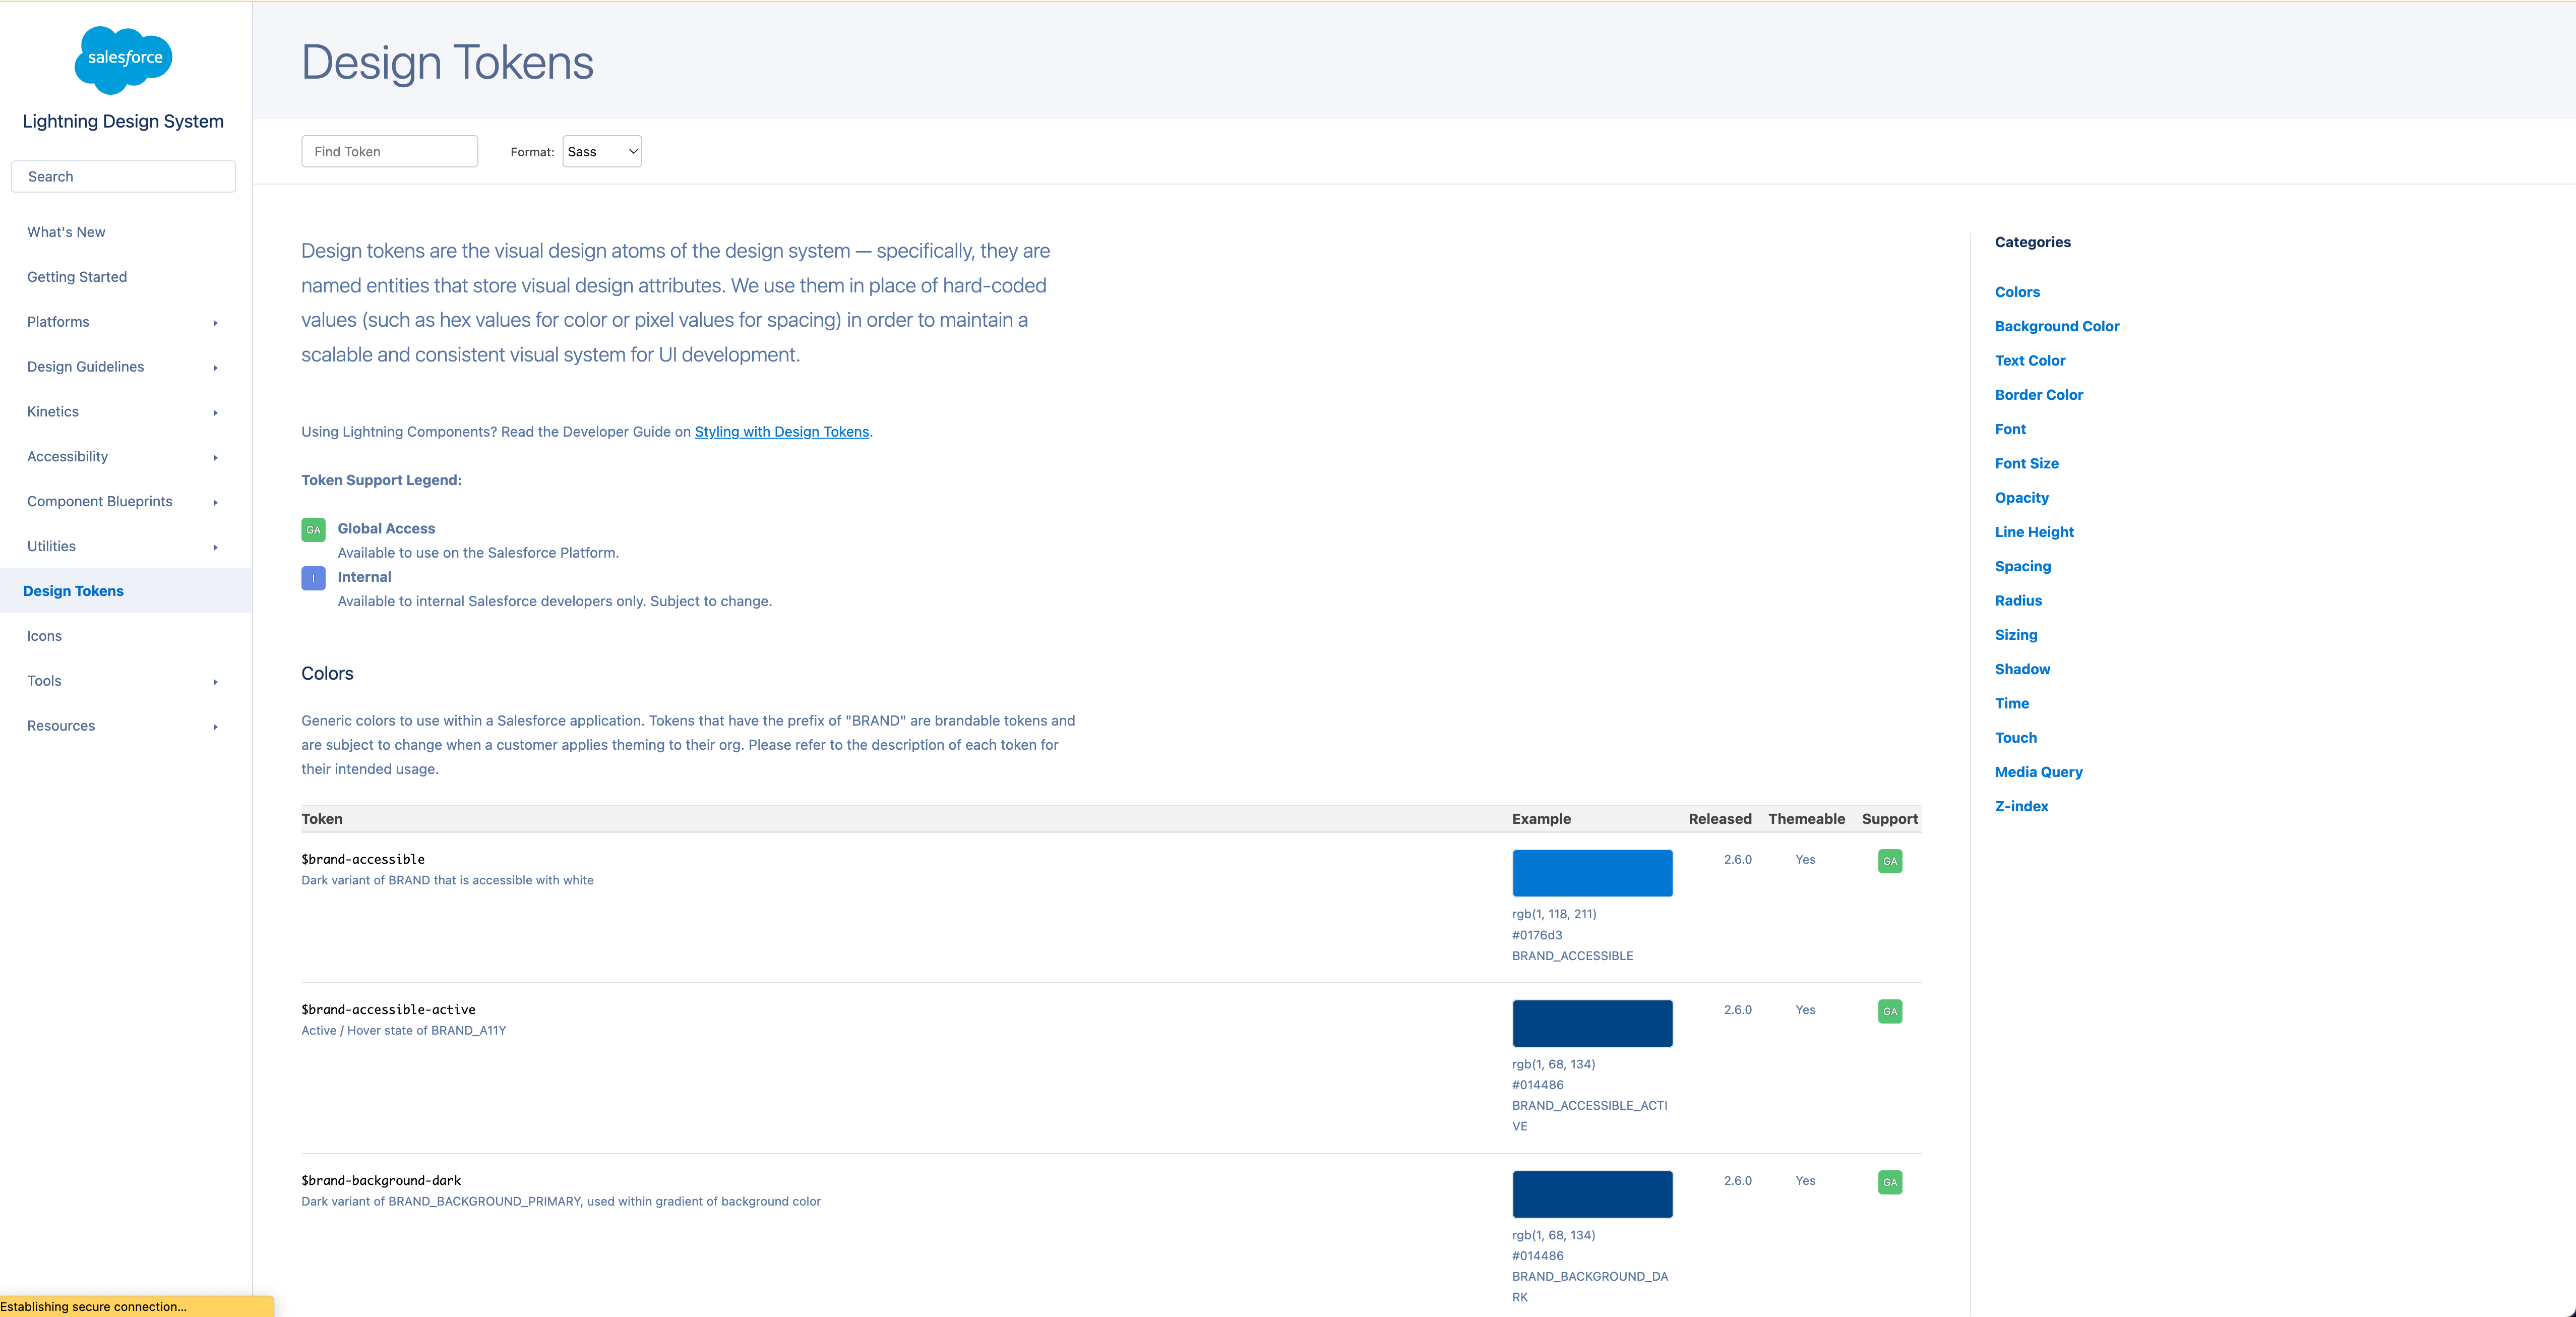 salesforce
Lightning Design System
Search
What's New
Getting Started
Platforms
Design Guidelines
Kinetics
Accessibility
Component Blueprints
Utilities
Design Tokens
Icons
Tools
Resources
Establishing secure connection...
Design Tokens
Find Token
Format: Sass
Design tokens are the visual design atoms of the design system — specifically, they are
named entities that store visual design attributes. We use them in place of hard-coded
values (such as hex values for color or pixel values for spacing) in order to maintain a
scalable and consistent visual system for UI development.
Using Lightning Components? Read the Developer Guide on Styling with Design Tokens.
Token Support Legend:
GA Global Access
Available to use on the Salesforce Platform.
I Internal
Available to internal Salesforce developers only. Subject to change.
Colors
Generic colors to use within a Salesforce application. Tokens that have the prefix of "BRAND" are brandable tokens and
are subject to change when a customer applies theming to their org. Please refer to the description of each token for
their intended usage.
Token Example Released Themeable Support
$brand-accessible 2.6.0 Yes GA
Dark variant of BRAND that is accessible with white
rgb(1, 118, 211)
#0176d3
BRAND_ACCESSIBLE
$brand-accessible-active 2.6.0 Yes GA
Active / Hover state of BRAND_A11Y
rgb(1, 68, 134)
#014486
BRAND_ACCESSIBLE_ACTI
VE
$brand-background-dark 2.6.0 Yes GA
Dark variant of BRAND_BACKGROUND_PRIMARY, used within gradient of background color
rgb(1, 68, 134)
#014486
BRAND_BACKGROUND_DA
RK
Categories
Colors
Background Color
Text Color
Border Color
Font
Font Size
Opacity
Line Height
Spacing
Radius
Sizing
Shadow
Time
Touch
Media Query
Z-index